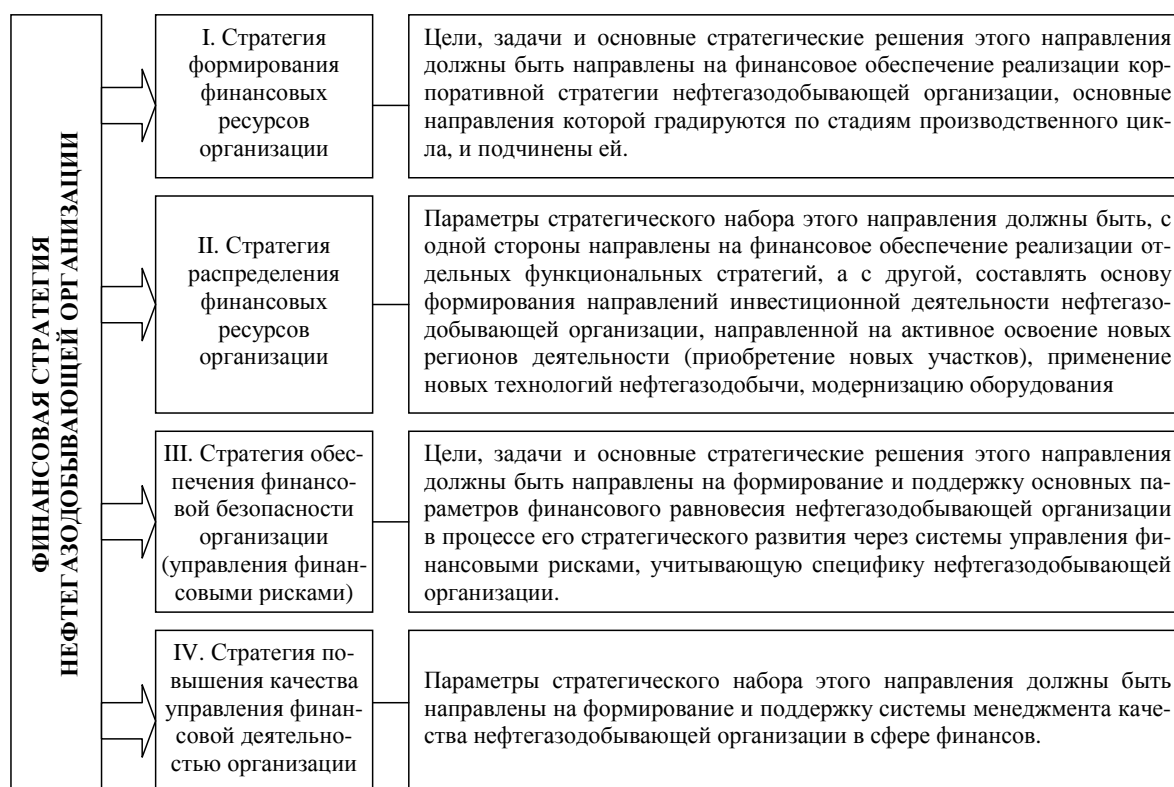 ФИНАНСОВАЯ СТРАТЕГИЯ
НЕФТЕГАЗОДОБЫВАЮЩЕЙ ОРГАНИЗАЦИИ
I. Стратегия
формирования
финансовых
ресурсов
организации
Цели, задачи и основные стратегические решения этого направления
должны быть направлены на финансовое обеспечение реализации кор-
поративной стратегии нефтегазодобывающей организации, основные
направления которой градируются по стадиям производственного цик-
ла, и подчинены ей.
II. Стратегия
распределения
финансовых
ресурсов
организации
Параметры стратегического набора этого направления должны быть, с
одной стороны направлены на финансовое обеспечение реализации от-
дельных функциональных стратегий, а с другой, составлять основу
формирования направлений инвестиционной деятельности нефтегазо-
добывающей организации, направленной на активное освоение новых
регионов деятельности (приобретение новых участков), применение
новых технологий нефтегазодобычи, модернизацию оборудования
III. Стратегия обес-
печения финансо-
вой безопасности
организации
(управления финан-
совыми рисками)
Цели, задачи и основные стратегические решения этого направления
должны быть направлены на формирование и поддержку основных па-
раметров финансового равновесия нефтегазодобывающей организации
в процессе его стратегического развития через системы управления фи-
нансовыми рисками, учитывающую специфику нефтегазодобывающей
организации.
IV. Стратегия по-
вышения качества
управления финан-
совой деятельно-
стью организации
Параметры стратегического набора этого направления должны быть
направлены на формирование и поддержку системы менеджмента каче-
ства нефтегазодобывающей организации в сфере финансов.